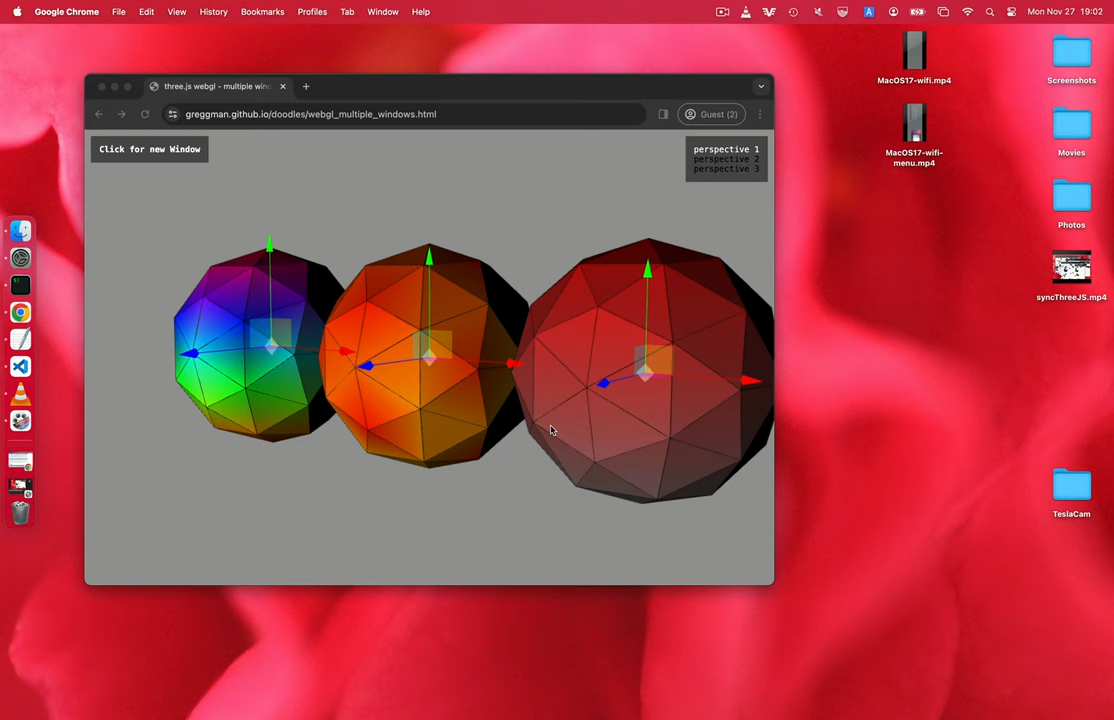 Google Chrome File Edit View History Bookmarks Profiles Tab Window Help
A
Mon Nov 27 19:02
three.js webgl - multiple win
greggman.github.io/doodles/webgl_multiple_windows.html
Guest (2)
Click for new Window
perspective 1
perspective 2
perspective 3
MacOS17-wifi.mp4
Screenshots
MacOS17-wifi-
menu.mp4
Movies
Photos
syncThreeJS.mp4
TeslaCam